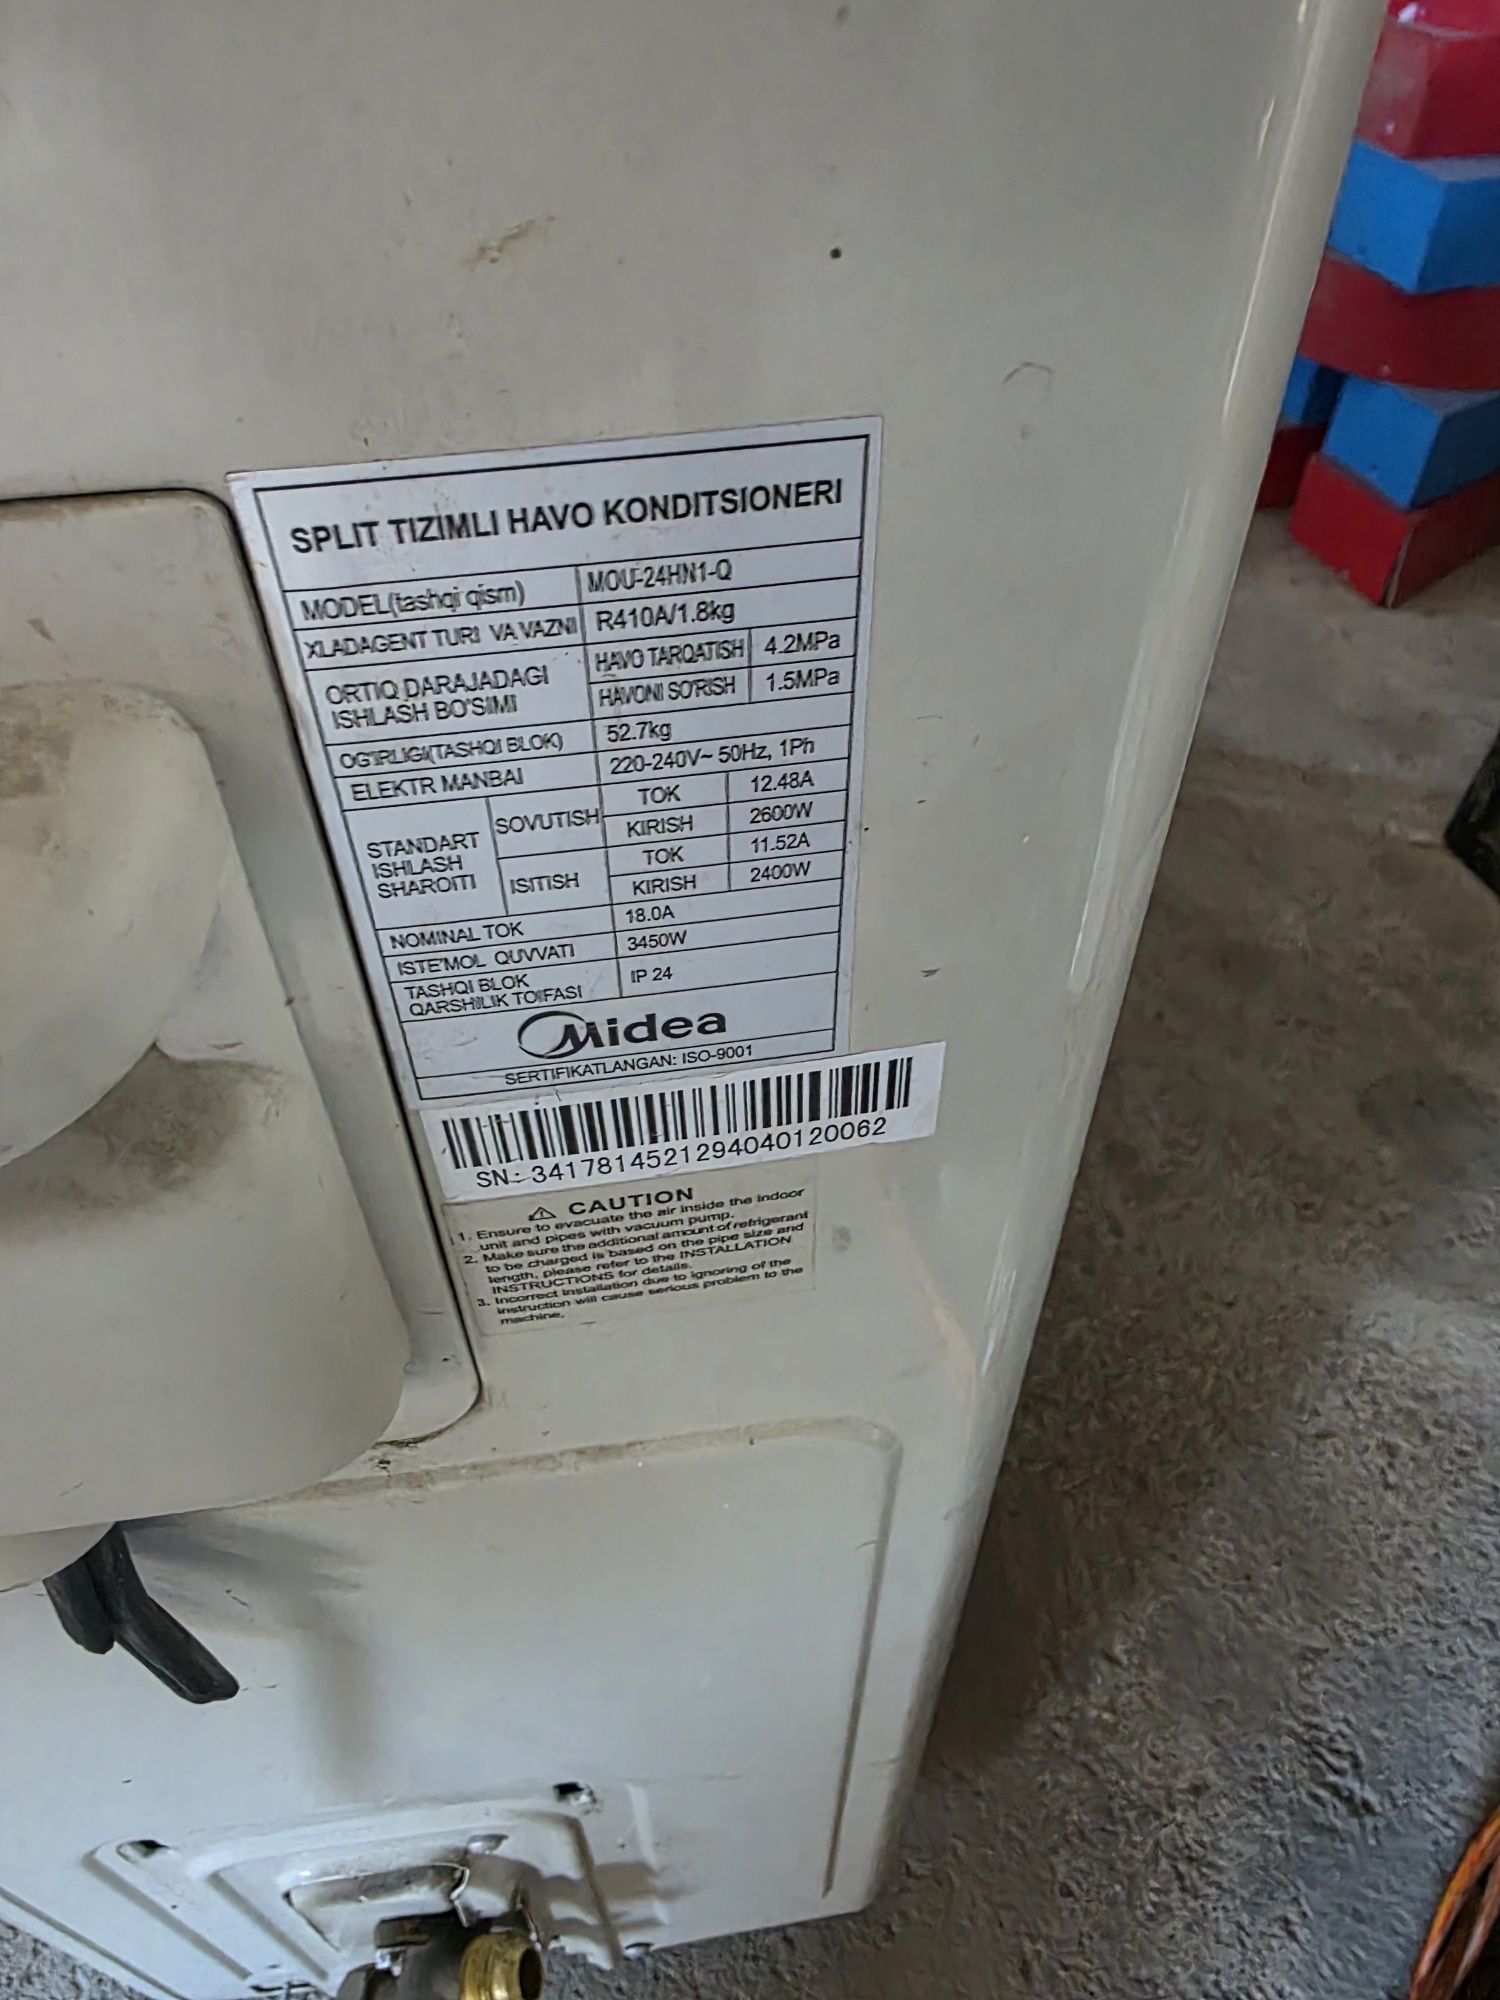 SPLIT TIZIMLI HAVO KONDITSIONERI
MODEL(tashqi qism) MOU-24HN1-Q
XLADAGENT TURI VA VAZNI R410A/1.8kg
ORTIQ DARAJADAGI
ISHLASH BO'SIMI
HAVO TARQATISH 4.2MPa
HAVONI SO'RISH 1.5MPa
OG'IRLIGI(TASHQI BLOK) 52.7kg
ELEKTR MANBAI 220-240V~ 50Hz, 1Ph
STANDART
ISHLASH
SHAROITI
SOVUTISH TOK 12.48A
KIRISH 2600W
ISITISH TOK 11.52A
KIRISH 2400W
NOMINAL TOK 18.0A
ISTE'MOL QUVVATI 3450W
TASHQI BLOK
QARSHILIK TOIFASI IP 24
Midea
SERTIFIKATLANGAN: ISO-9001
SN: 3417814521294040120062
⚠ CAUTION
1. Ensure to evacuate the air inside the indoor
unit and pipes with vacuum pump.
2. Make sure the additional amount of refrigerant
to be charged is based on the pipe size and
length, please refer to the INSTALLATION
INSTRUCTIONS for details.
3. Incorrect installation due to ignoring of the
instruction will cause serious problem to the
machine.